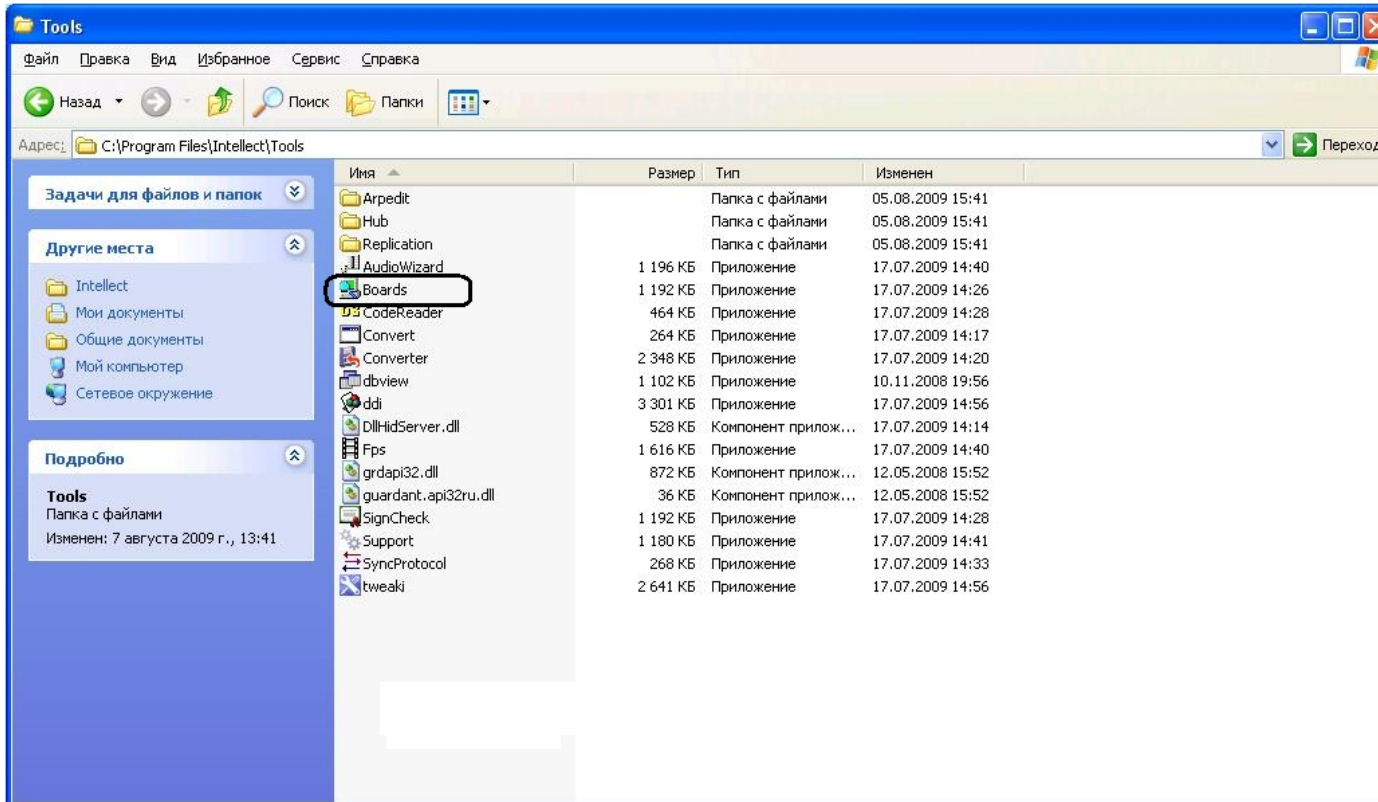 Tools
Файл Правка Вид Избранное Сервис Справка
Назад Поиск Папки
Адрес: C:\Program Files\Intellect\Tools Переход
Имя Размер Тип Изменен
Задачи для файлов и папок
Другие места
Intellect
Мои документы
Общие документы
Мой компьютер
Сетевое окружение
Подробно
Tools
Папка с файлами
Изменен: 7 августа 2009 г., 13:41
Arpedit Папка с файлами 05.08.2009 15:41
Hub Папка с файлами 05.08.2009 15:41
Replication Папка с файлами 05.08.2009 15:41
AudioWizard 1 196 КБ Приложение 17.07.2009 14:40
Boards 1 192 КБ Приложение 17.07.2009 14:26
CodeReader 464 КБ Приложение 17.07.2009 14:28
Convert 264 КБ Приложение 17.07.2009 14:17
Converter 2 348 КБ Приложение 17.07.2009 14:20
dbview 1 102 КБ Приложение 10.11.2008 19:56
ddi 3 301 КБ Приложение 17.07.2009 14:56
DllHidServer.dll 528 КБ Компонент прилож... 17.07.2009 14:14
Fps 1 616 КБ Приложение 17.07.2009 14:40
grdapi32.dll 872 КБ Компонент прилож... 12.05.2008 15:52
guardant.api32ru.dll 36 КБ Компонент прилож... 12.05.2008 15:52
SignCheck 1 192 КБ Приложение 17.07.2009 14:28
Support 1 180 КБ Приложение 17.07.2009 14:41
SyncProtocol 268 КБ Приложение 17.07.2009 14:33
tweaki 2 641 КБ Приложение 17.07.2009 14:56